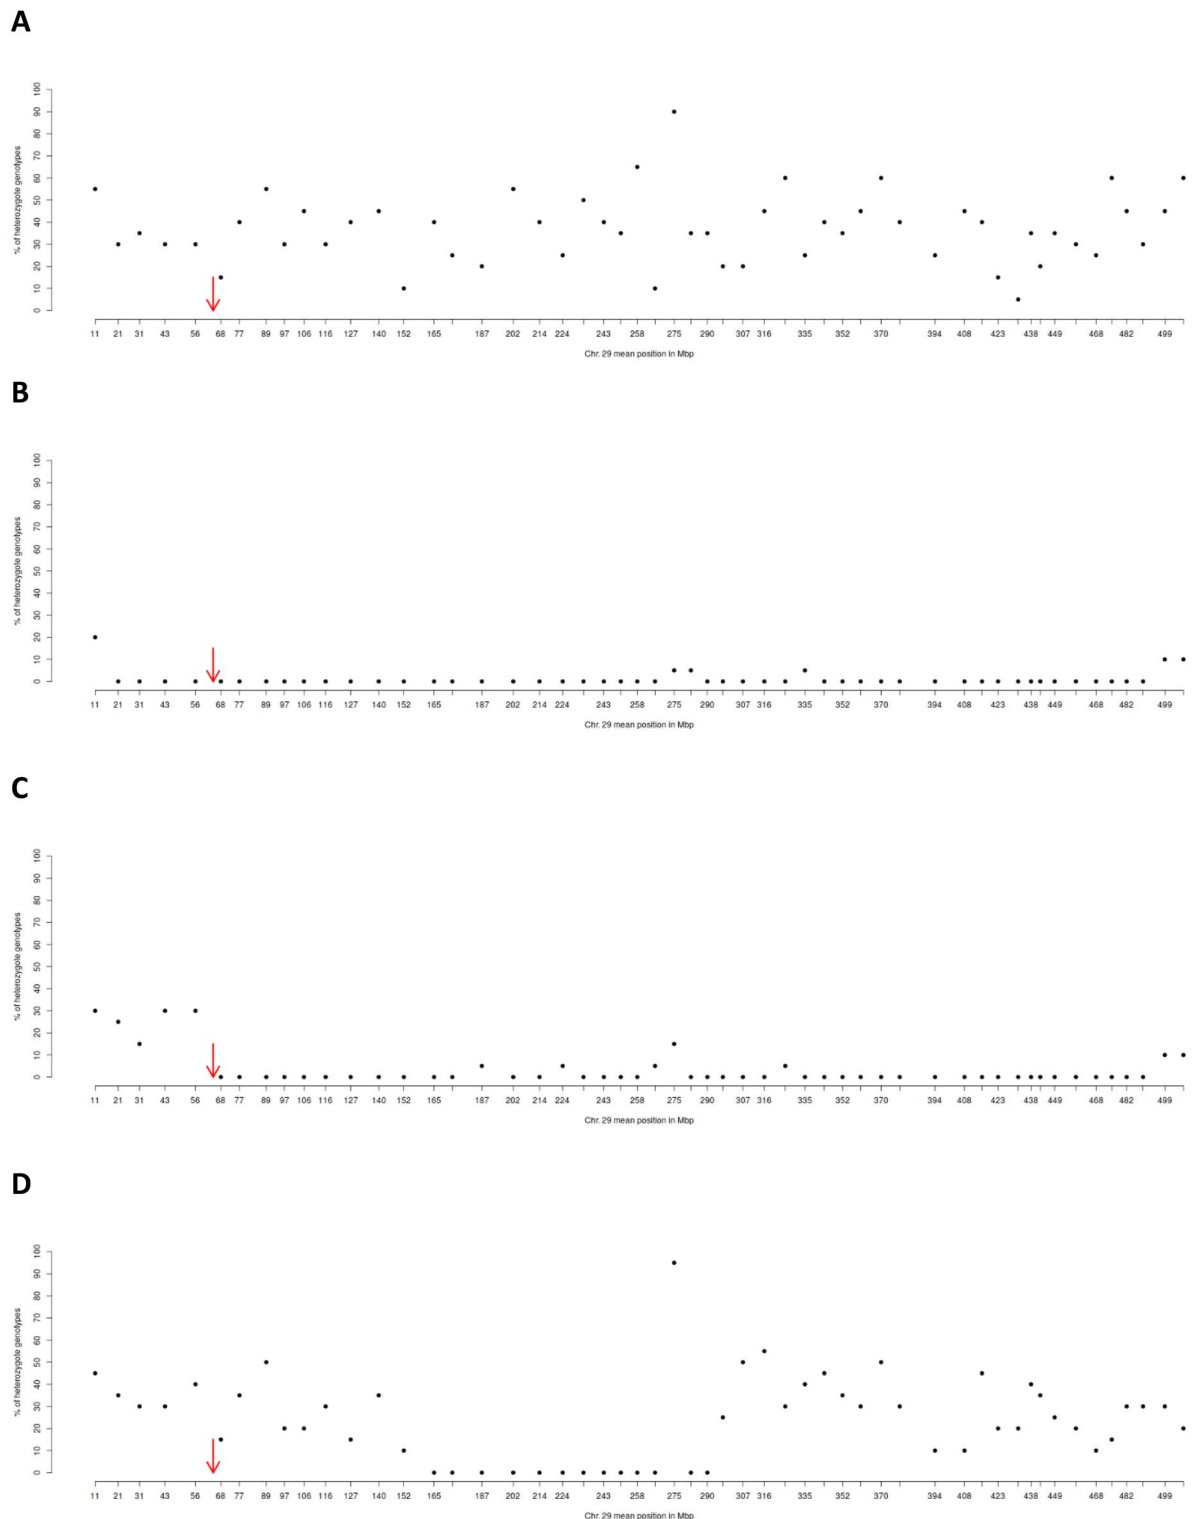 A
% of heterozygote genotypes
0 10 20 30 40 50 60 70 80 90 100
11 21 31 43 56 68 77 89 97 106 116 127 140 152 165 187 202 214 224 243 258 275 290 307 316 335 352 370 394 408 423 438 449 468 482 499
Chr. 29 mean position in Mbp
B
% of heterozygote genotypes
0 10 20 30 40 50 60 70 80 90 100
11 21 31 43 56 68 77 89 97 106 116 127 140 152 165 187 202 214 224 243 258 275 290 307 316 335 352 370 394 408 423 438 449 468 482 499
Chr. 29 mean position in Mbp
C
% of heterozygote genotypes
0 10 20 30 40 50 60 70 80 90 100
11 21 31 43 56 68 77 89 97 106 116 127 140 152 165 187 202 214 224 243 258 275 290 307 316 335 352 370 394 408 423 438 449 468 482 499
Chr. 29 mean position in Mbp
D
% of heterozygote genotypes
0 10 20 30 40 50 60 70 80 90 100
11 21 31 43 56 68 77 89 97 106 116 127 140 152 165 187 202 214 224 243 258 275 290 307 316 335 352 370 394 408 423 438 449 468 482 499
Chr. 29 mean position in Mbp